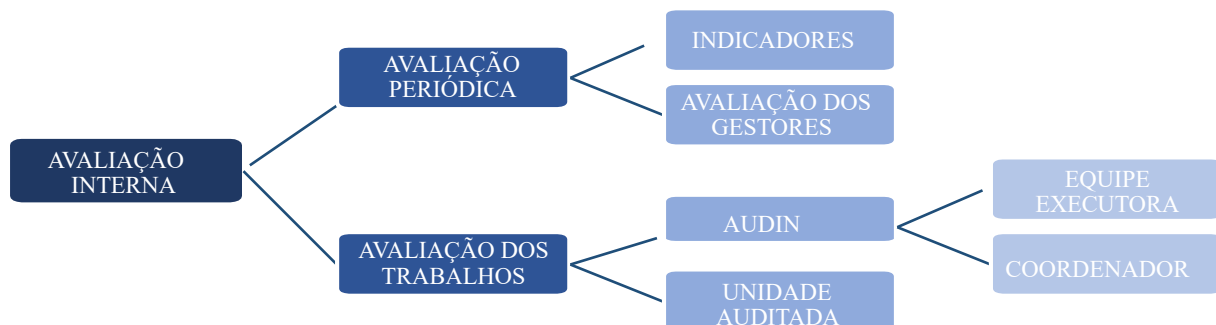 AVALIAÇÃO
INTERNA
AVALIAÇÃO
PERIÓDICA
INDICADORES
AVALIAÇÃO DOS
GESTORES
AVALIAÇÃO DOS
TRABALHOS
AUDIN
EQUIPE
EXECUTORA
COORDENADOR
UNIDADE
AUDITADA